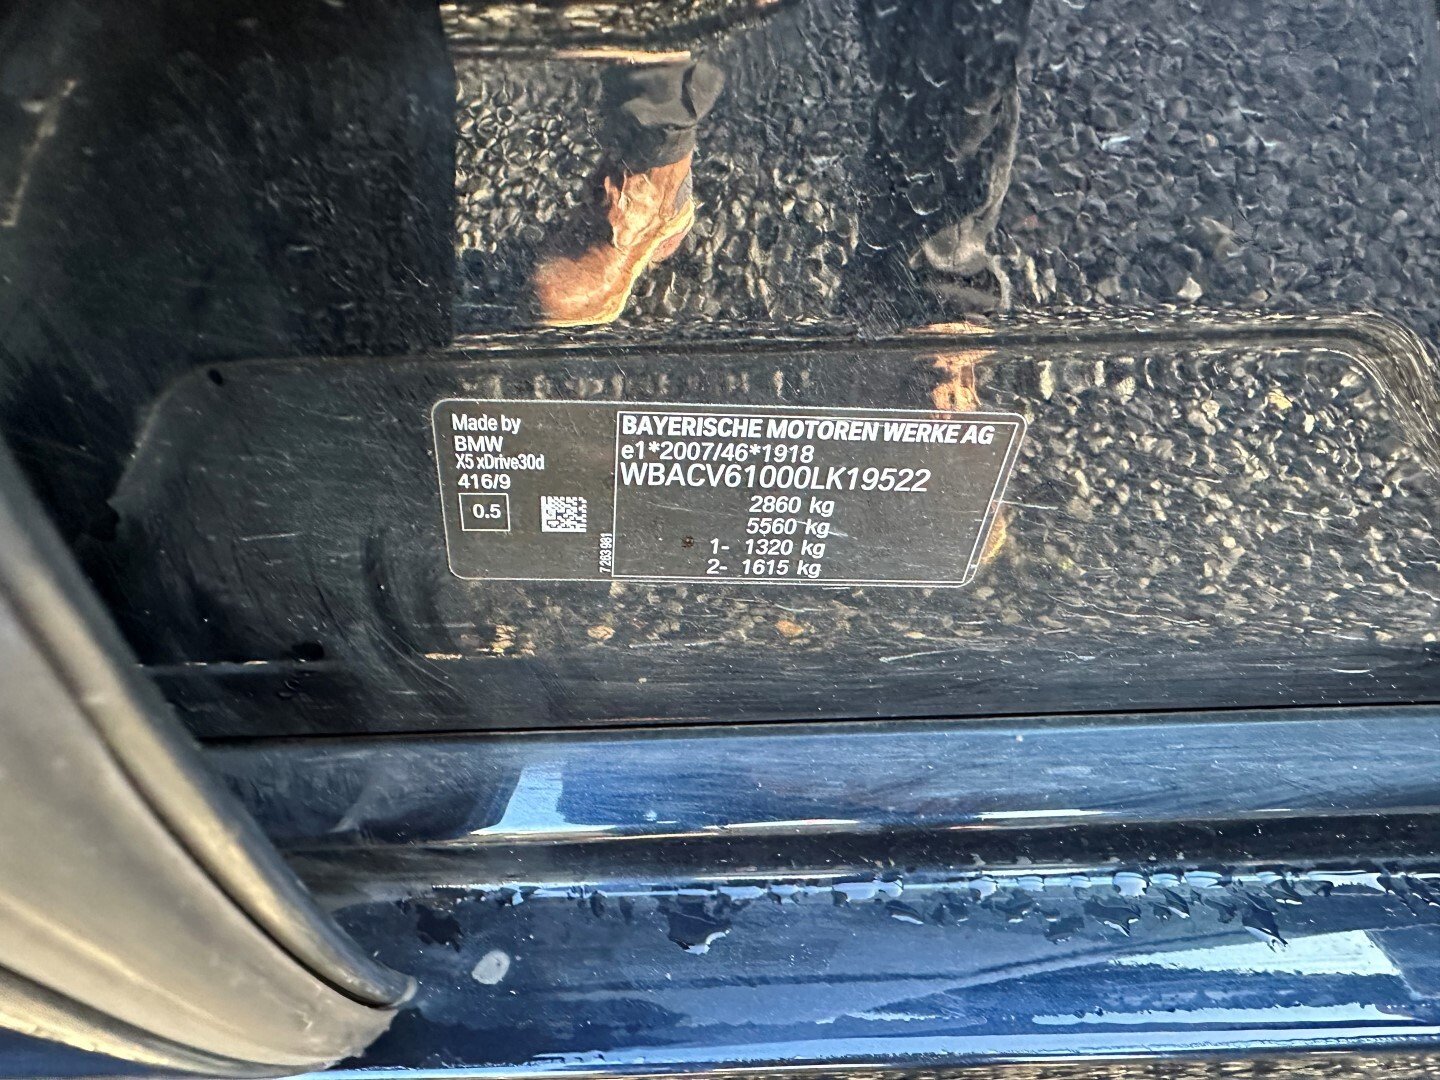 Made by
BMW
X5 xDrive30d
416/9
0.5
7263981
BAYERISCHE MOTOREN WERKE AG
e1*2007/46*1918
WBACV61000LK19522
2860 kg
5560 kg
1- 1320 kg
2- 1615 kg